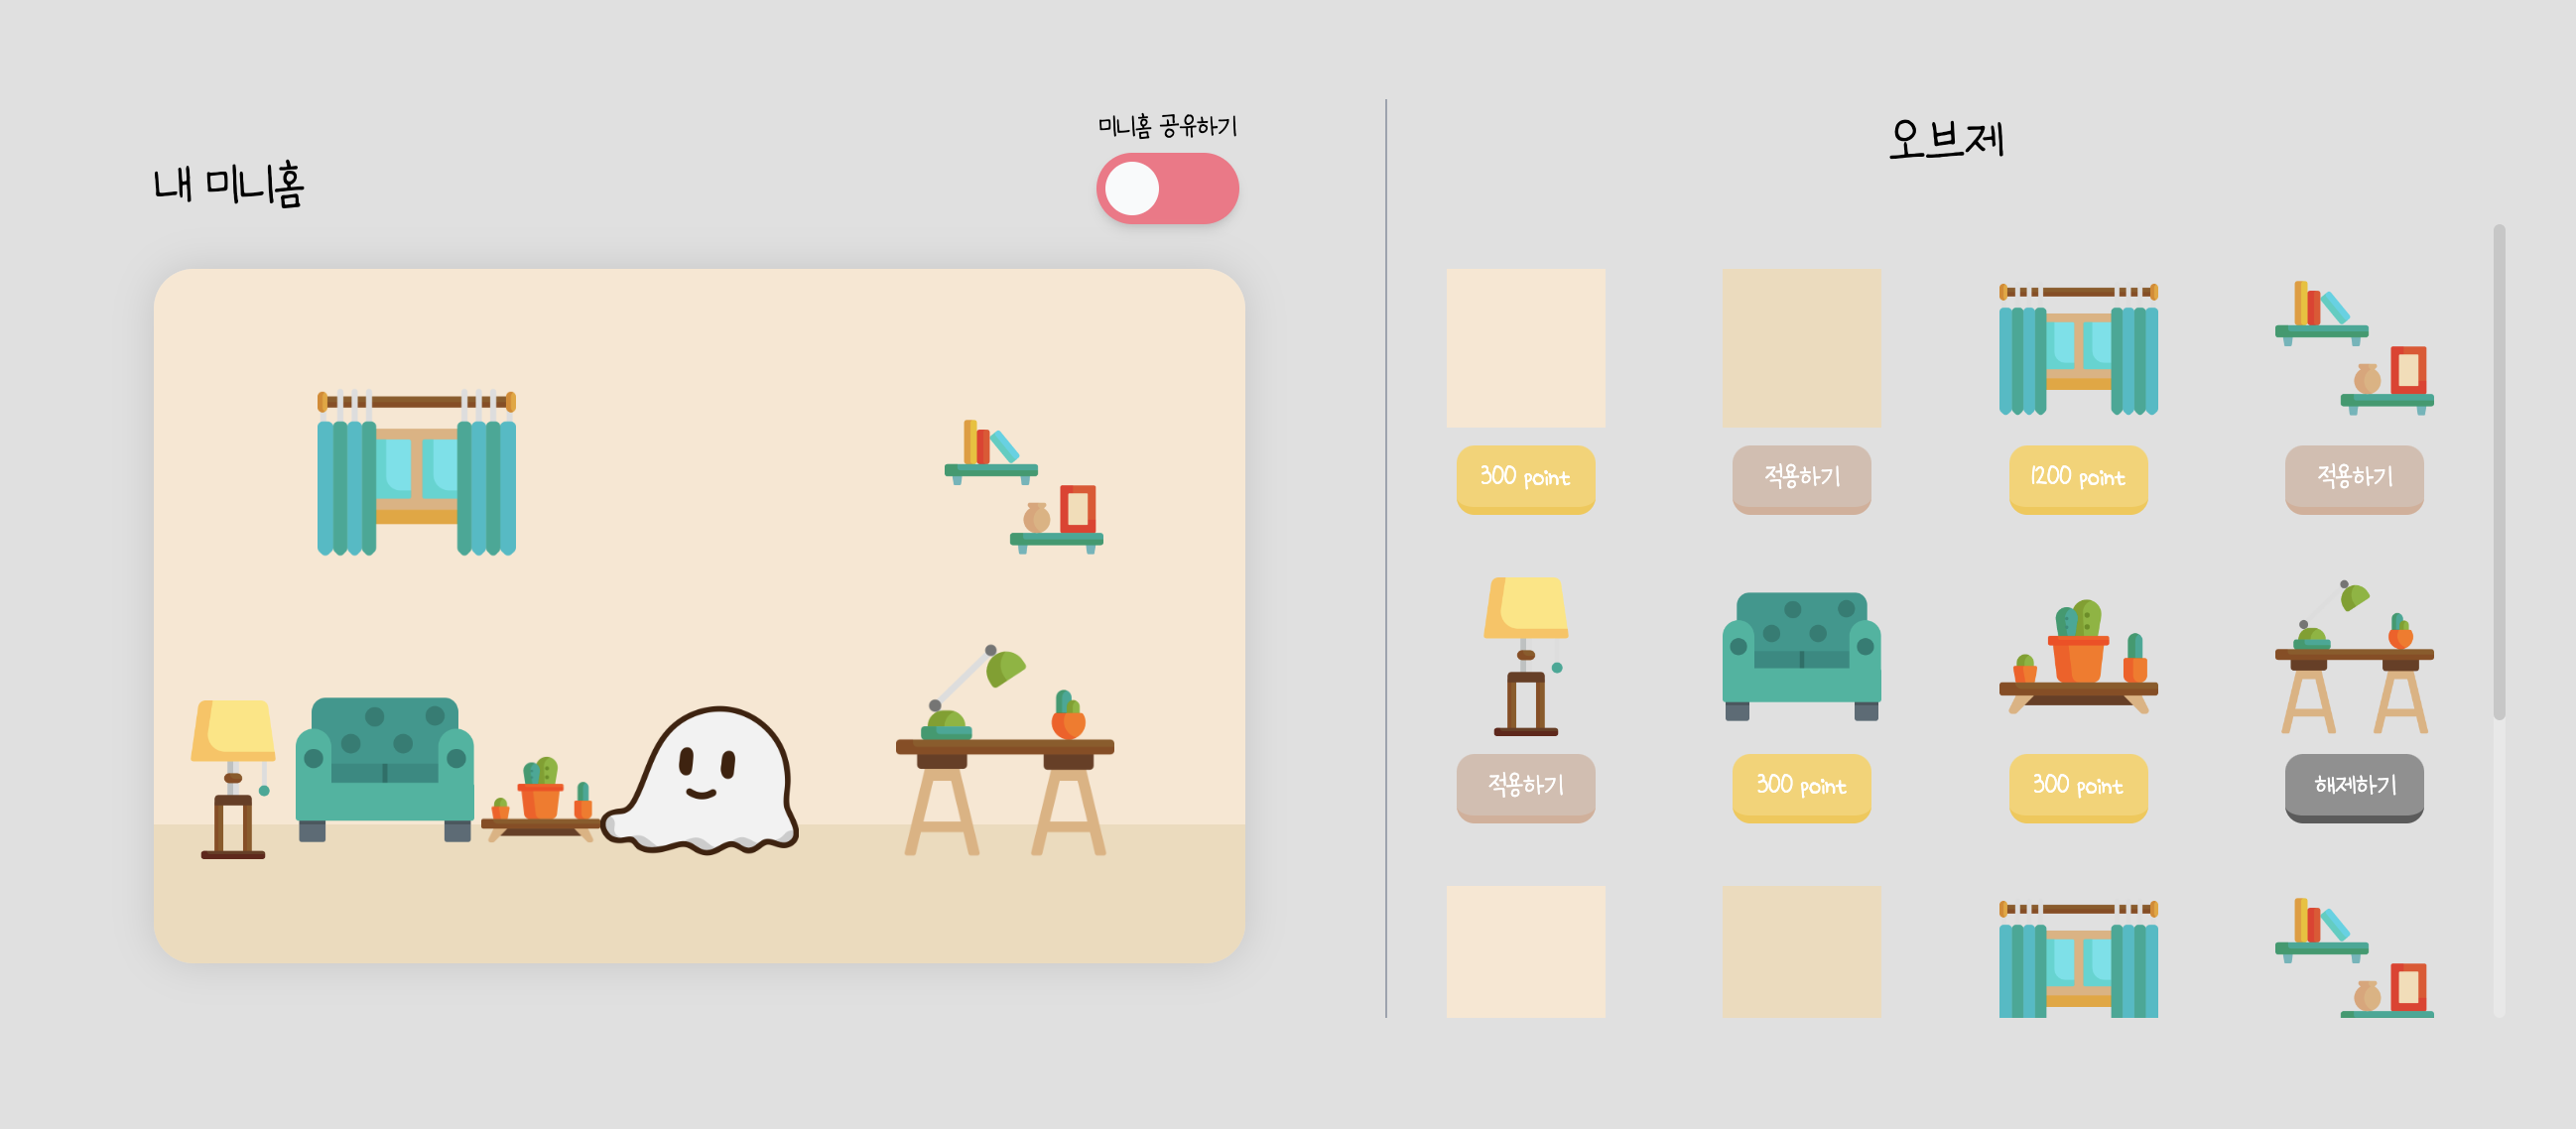 내 미니홈
미니홈 공유하기
오브제
300 point
적용하기
1200 point
적용하기
적용하기
300 point
300 point
해제하기